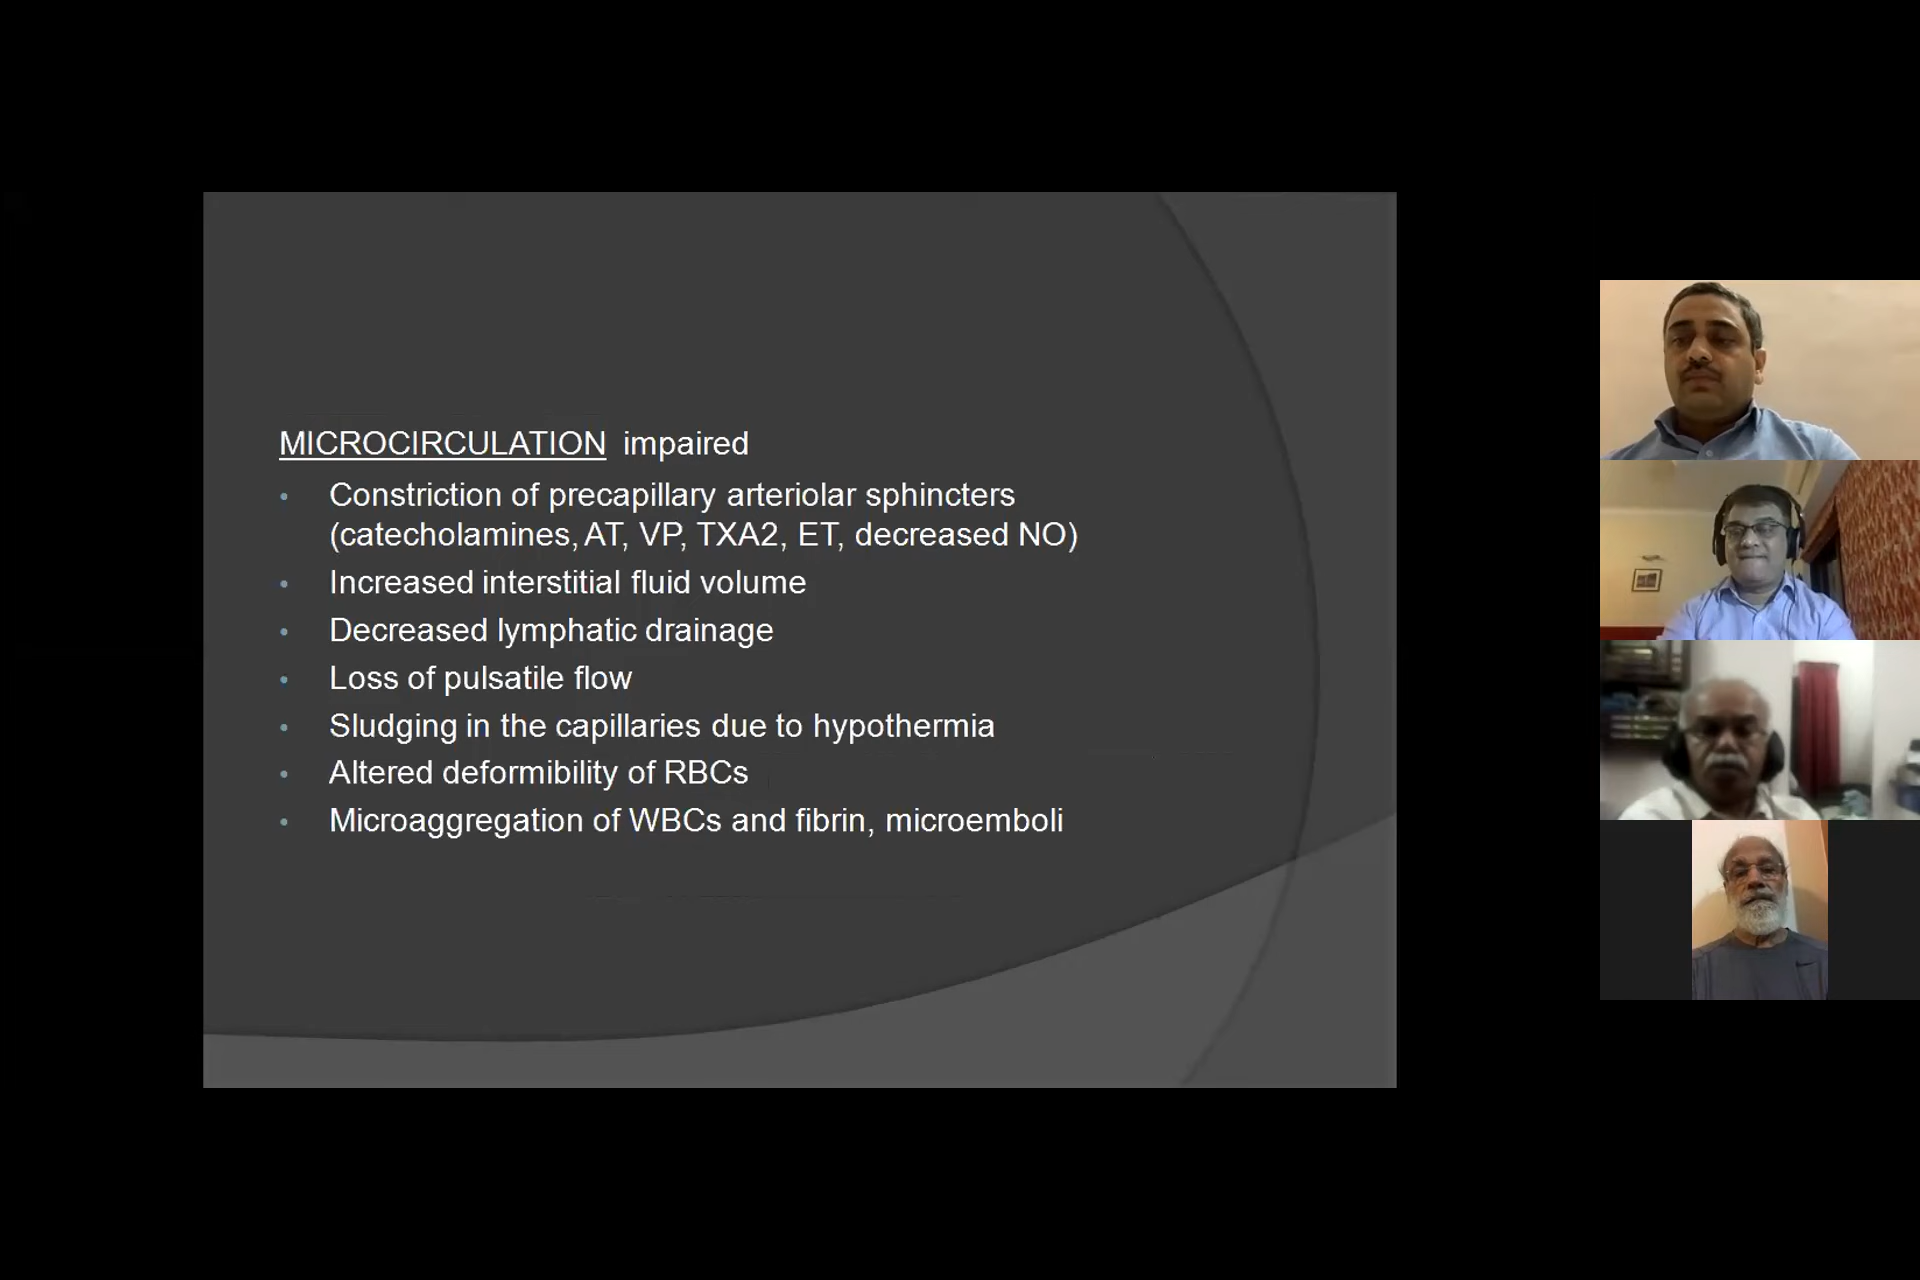 MICROCIRCULATION impaired
• Constriction of precapillary arteriolar sphincters
(catecholamines, AT, VP, TXA2, ET, decreased NO)
• Increased interstitial fluid volume
• Decreased lymphatic drainage
• Loss of pulsatile flow
• Sludging in the capillaries due to hypothermia
• Altered deformibility of RBCs
• Microaggregation of WBCs and fibrin, microemboli